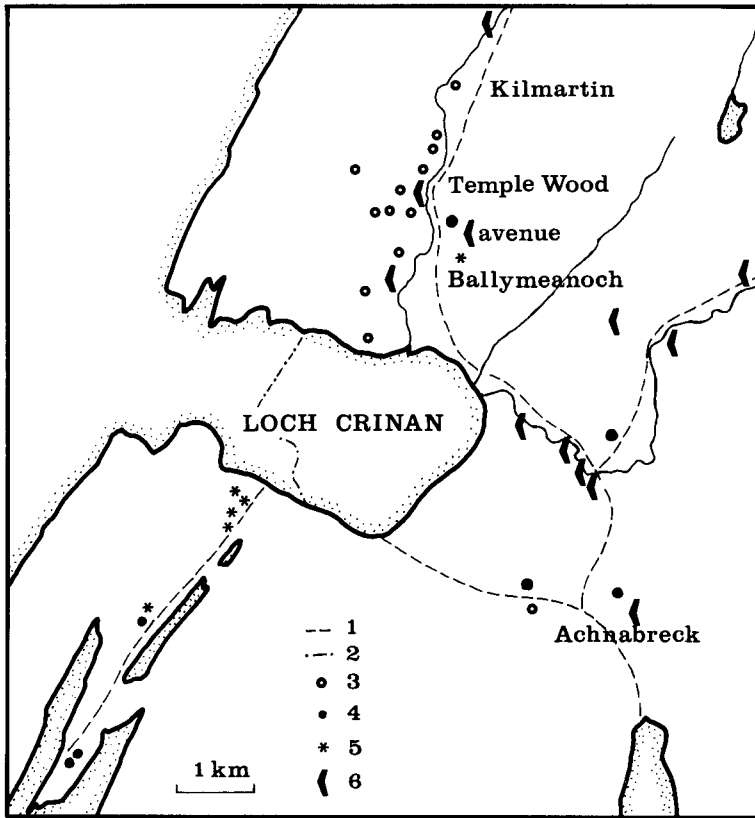 Kilmartin
Temple Wood
avenue
Ballymeanoch
LOCH CRINAN
Achnabreck
1
2
3
4
5
6
1 km